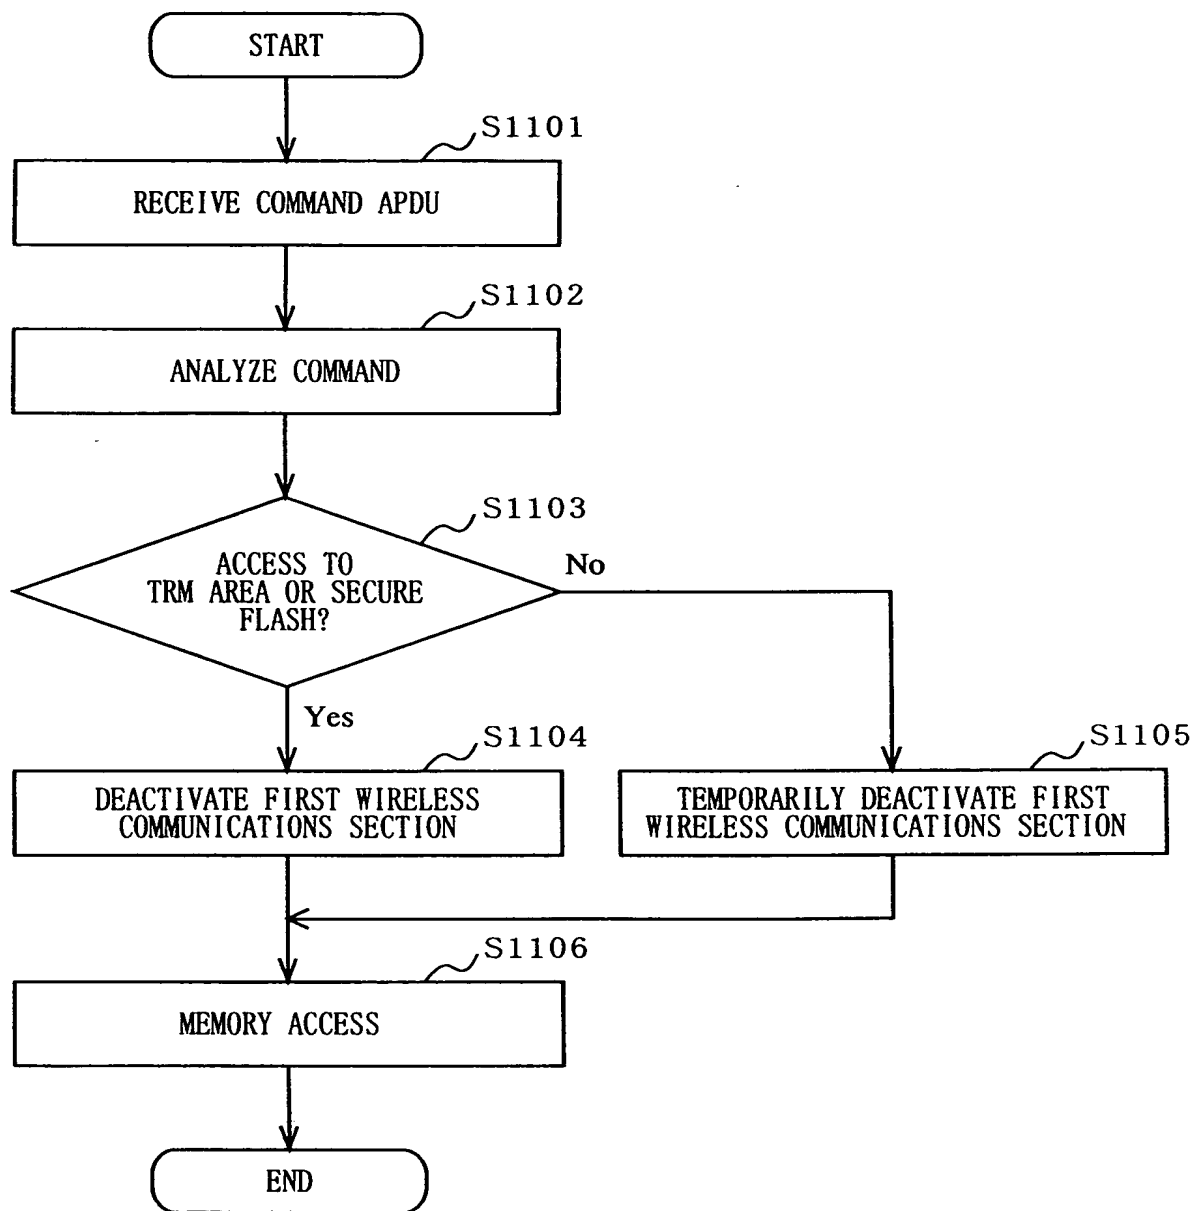 START
S1101
RECEIVE COMMAND APDU
S1102
ANALYZE COMMAND
S1103
ACCESS TO
TRM AREA OR SECURE
FLASH?
No
Yes
S1104
DEACTIVATE FIRST WIRELESS
COMMUNICATIONS SECTION
S1105
TEMPORARILY DEACTIVATE FIRST
WIRELESS COMMUNICATIONS SECTION
S1106
MEMORY ACCESS
END